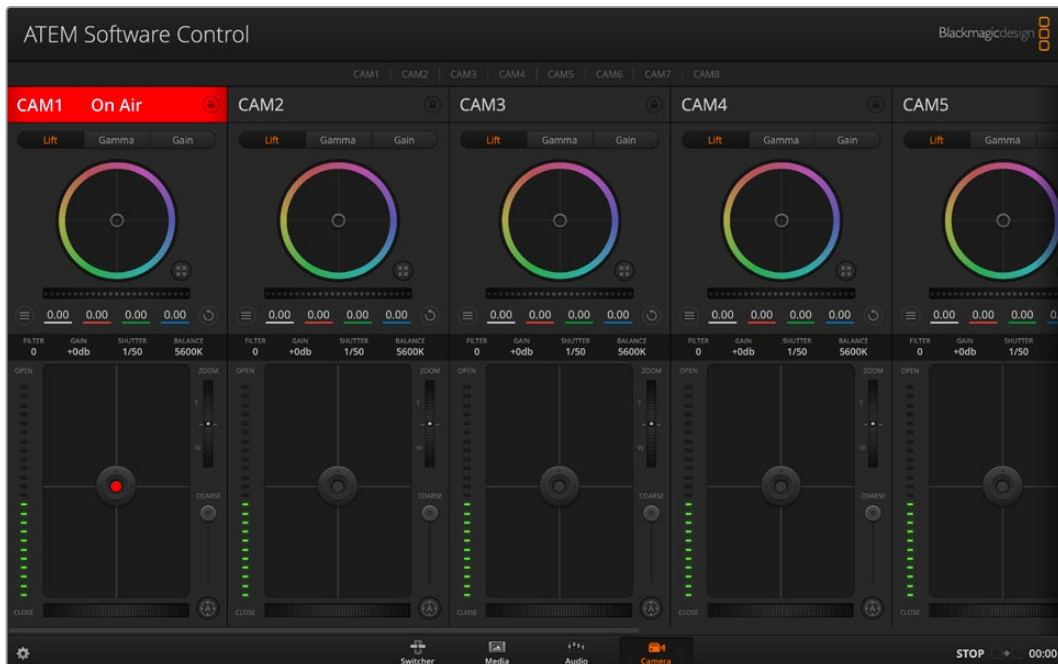 ATEM Software Control
Blackmagicdesign
CAM1 CAM2 CAM3 CAM4 CAM5 CAM6 CAM7 CAM8
CAM1 On Air CAM2 CAM3 CAM4 CAM5
Lift Gamma Gain Lift Gamma Gain Lift Gamma Gain Lift Gamma Gain Lift Gamma
0.00 0.00 0.00 0.00 0.00 0.00 0.00 0.00 0.00 0.00 0.00 0.00 0.00 0.00 0.00 0.00 0.00 0.00 0.00
FILTER GAIN SHUTTER BALANCE FILTER GAIN SHUTTER BALANCE FILTER GAIN SHUTTER BALANCE FILTER GAIN SHUTTER BALANCE FILTER GAIN SHUTTER
0 +0db 1/50 5600K 0 +0db 1/50 5600K 0 +0db 1/50 5600K 0 +0db 1/50 5600K 0 +0db 1/50
OPEN ZOOM OPEN ZOOM OPEN ZOOM OPEN ZOOM OPEN
T T T T
W W W W
COARSE COARSE COARSE COARSE
CLOSE A CLOSE A CLOSE A CLOSE A CLOSE
Switcher Media Audio Camera
STOP 00:00